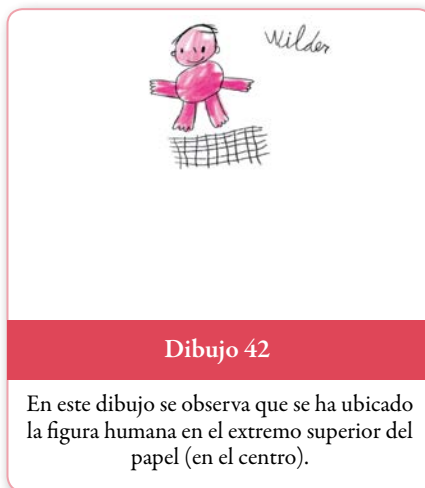 Wilder
Dibujo 42
En este dibujo se observa que se ha ubicado
la figura humana en el extremo superior del
papel (en el centro).